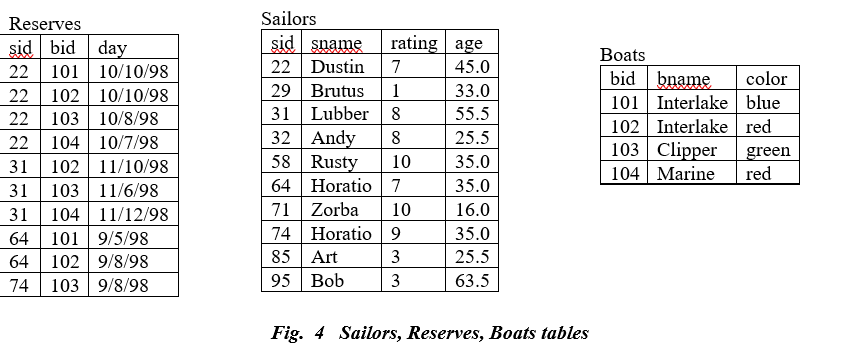 Reserves
sid bid day
22 101 10/10/98
22 102 10/10/98
22 103 10/8/98
22 104 10/7/98
31 102 11/10/98
31 103 11/6/98
31 104 11/12/98
64 101 9/5/98
64 102 9/8/98
74 103 9/8/98
Sailors
sid sname rating age
22 Dustin 7 45.0
29 Brutus 1 33.0
31 Lubber 8 55.5
32 Andy 8 25.5
58 Rusty 10 35.0
64 Horatio 7 35.0
71 Zorba 10 16.0
74 Horatio 9 35.0
85 Art 3 25.5
95 Bob 3 63.5
Boats
bid bname color
101 Interlake blue
102 Interlake red
103 Clipper green
104 Marine red
Fig. 4 Sailors, Reserves, Boats tables